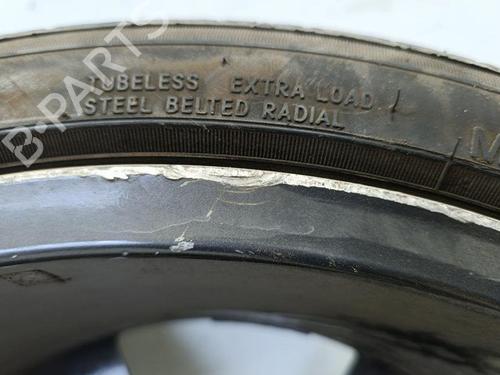 B-PARTS
TUBELESS EXTRA LOAD
STEEL BELTED RADIAL
M